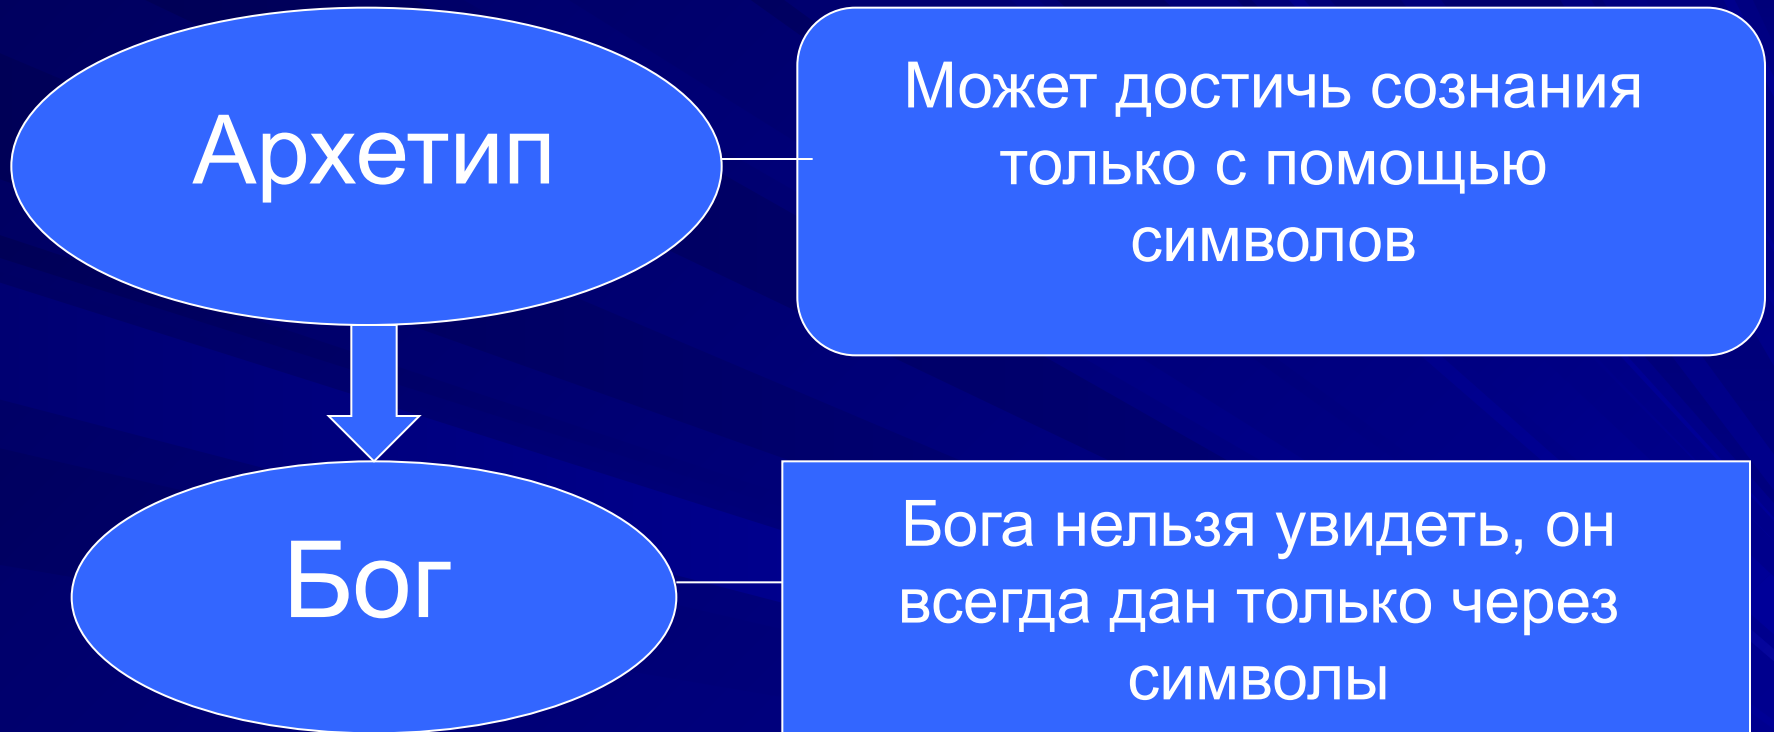 Архетип
Может достичь сознания
только с помощью
символов
Бог
Бога нельзя увидеть, он
всегда дан только через
символы